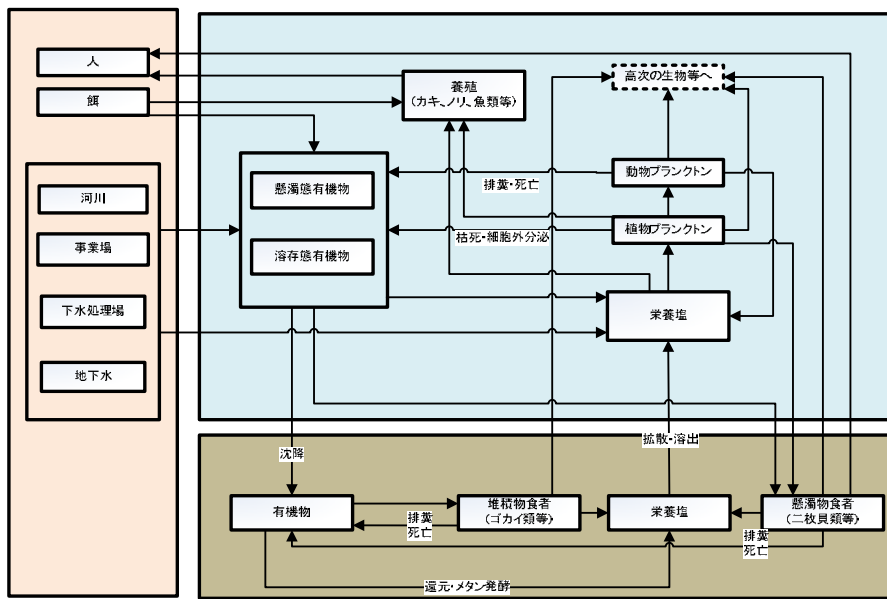 人
餌
河川
事業場
下水処理場
地下水
養殖
(カキ、ノリ、魚類等)
高次の生物等へ
懸濁態有機物
溶存態有機物
排糞・死亡
動物プランクトン
枯死・細胞外分泌
植物プランクトン
栄養塩
沈降
拡散・溶出
有機物
排糞
死亡
堆積物食者
(ゴカイ類等)
栄養塩
懸濁物食者
(二枚貝類等)
排糞
死亡
還元・メタン発酵